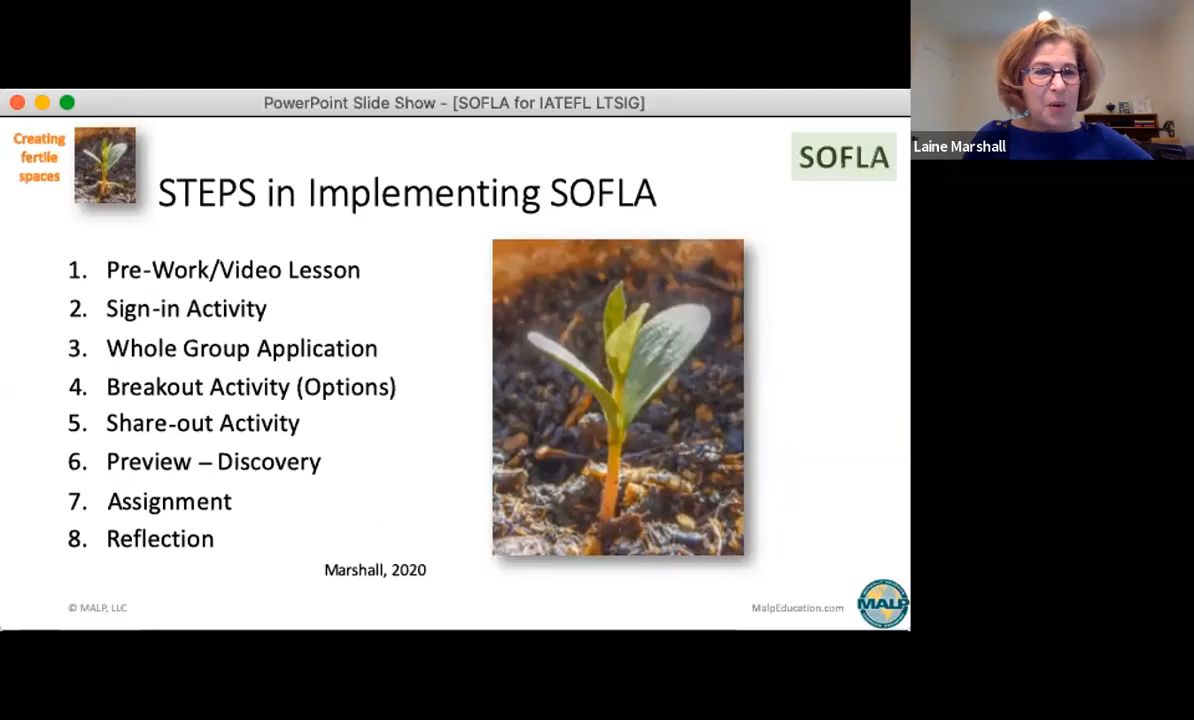 PowerPoint Slide Show - [SOFLA for IATEFL LTSIG]
Creating
fertile
spaces
SOFLA
Laine Marshall
STEPS in Implementing SOFLA
1. Pre-Work/Video Lesson
2. Sign-in Activity
3. Whole Group Application
4. Breakout Activity (Options)
5. Share-out Activity
6. Preview – Discovery
7. Assignment
8. Reflection
Marshall, 2020
© MALP, LLC
MalpEducation.com
MALP